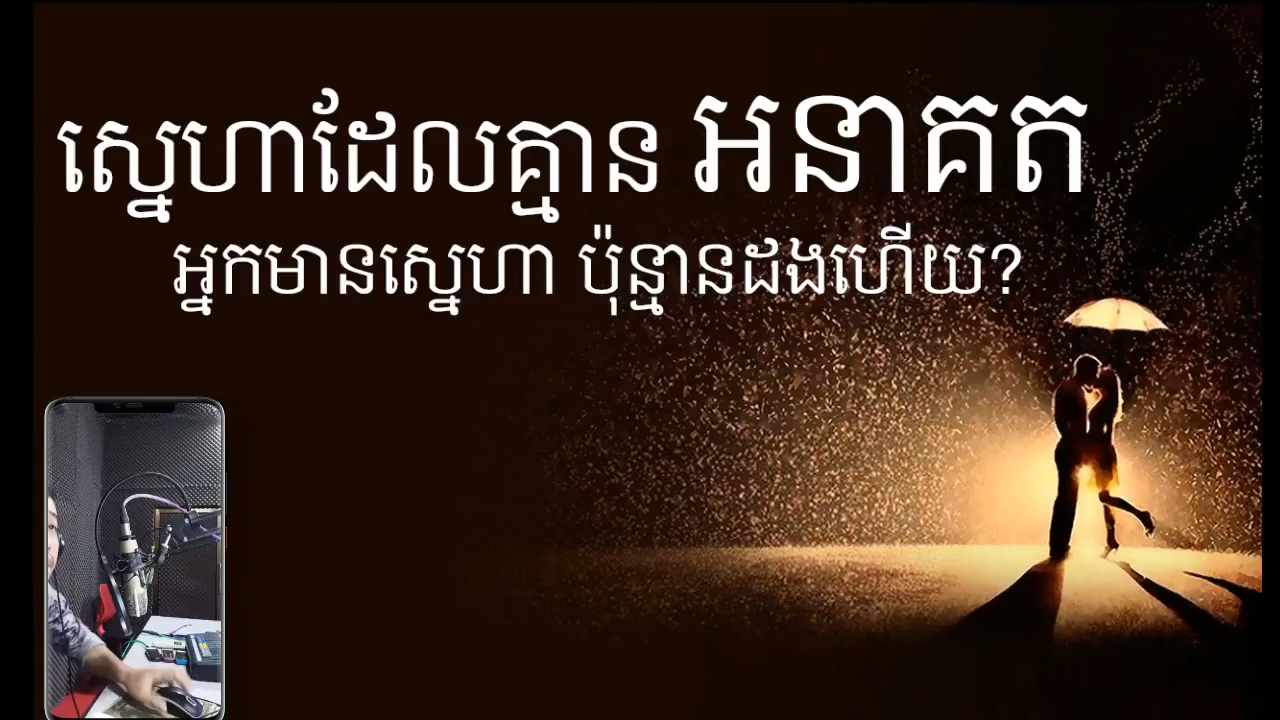 ស្នេហាដែលគ្មាន អនាគត
អ្នកមានស្នេហា ប៉ុន្មានដងហើយ?